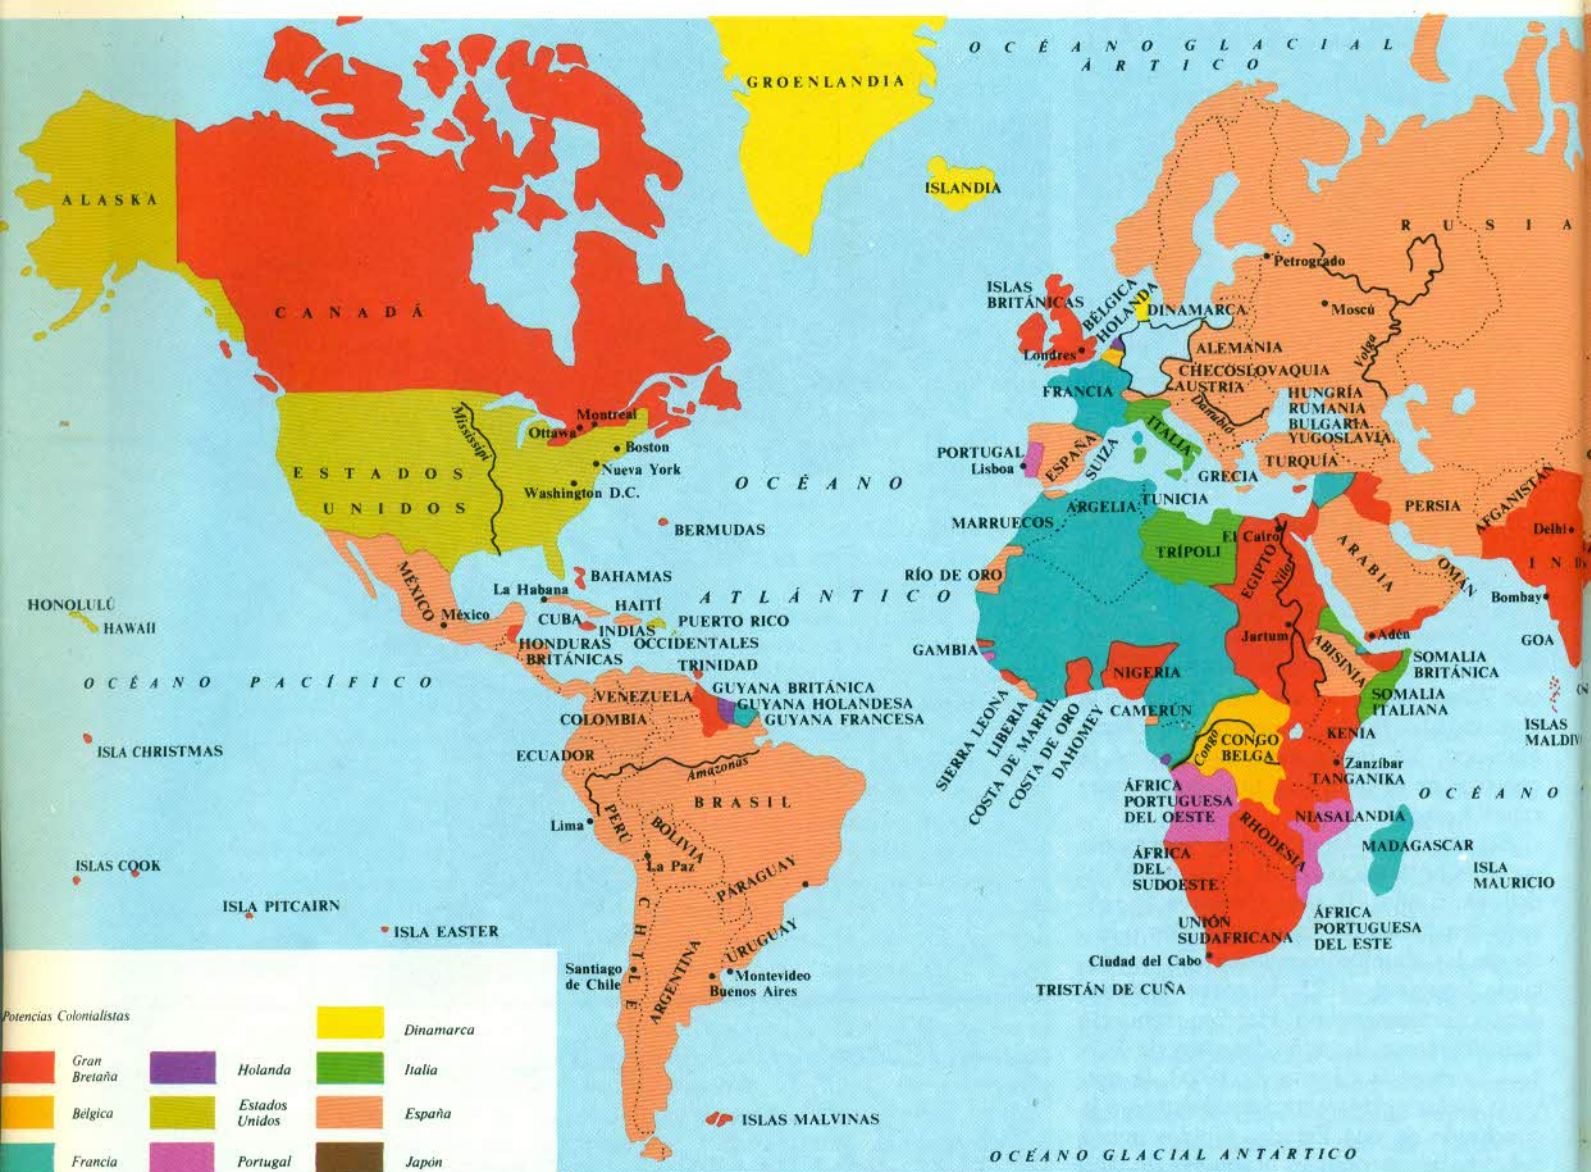 OCÉANO GLACIAL
ÁRTICO
GROENLANDIA
ISLANDIA
ALASKA
CANADÁ
RUSIA
Petrogrado
Moscú
Volga
ISLAS
BRITÁNICAS
Londres
BÉLGICA
HOLANDA
DINAMARCA
ALEMANIA
CHECOSLOVAQUIA
AUSTRIA
FRANCIA
HUNGRÍA
RUMANIA
BULGARIA
YUGOSLAVIA
Danubio
ITALIA
SUIZA
ESPAÑA
PORTUGAL
Lisboa
GRECIA
TURQUÍA
Mississipi
Montreal
Ottawa
Boston
Nueva York
Washington D.C.
ESTADOS
UNIDOS
OCÉANO
ATLÁNTICO
BERMUDAS
BAHAMAS
La Habana
CUBA
HAITÍ
INDIAS
OCCIDENTALES
PUERTO RICO
MÉXICO
México
HONDURAS
BRITÁNICAS
TRINIDAD
HONOLULÚ
HAWAII
OCÉANO PACÍFICO
ISLA CHRISTMAS
ISLAS COOK
ISLA PITCAIRN
ISLA EASTER
VENEZUELA
COLOMBIA
ECUADOR
GUYANA BRITÁNICA
GUYANA HOLANDESA
GUYANA FRANCESA
Amazonas
BRASIL
PERÚ
Lima
BOLIVIA
La Paz
PARAGUAY
CHILE
ARGENTINA
URUGUAY
Santiago
de Chile
Montevideo
Buenos Aires
ISLAS MALVINAS
MARRUECOS
ARGELIA
TUNICIA
TRÍPOLI
El Cairo
EGIPTO
Nilo
RÍO DE ORO
GAMBIA
SIERRA LEONA
LIBERIA
COSTA DE MARFIL
COSTA DE ORO
DAHOMEY
NIGERIA
CAMERÚN
Jartum
ABISINIA
Adén
ARABIA
OMÁN
PERSIA
AFGANISTÁN
Delhi
IND
Bombay
GOA
SOMALIA
BRITÁNICA
SOMALIA
ITALIANA
KENIA
Zanzíbar
TANGANIKA
Congo
CONGO
BELGA
ÁFRICA
PORTUGUESA
DEL OESTE
RHODESIA
NIASALANDIA
MADAGASCAR
ISLA
MAURICIO
ISLAS
MALDIV
OCÉANO
ÁFRICA
DEL
SUDOESTE
UNIÓN
SUDAFRICANA
ÁFRICA
PORTUGUESA
DEL ESTE
Ciudad del Cabo
TRISTÁN DE CUÑA
OCÉANO GLACIAL ANTÁRTICO
Potencias Colonialistas
Gran
Bretaña
Bélgica
Francia
Holanda
Estados
Unidos
Portugal
Dinamarca
Italia
España
Japón